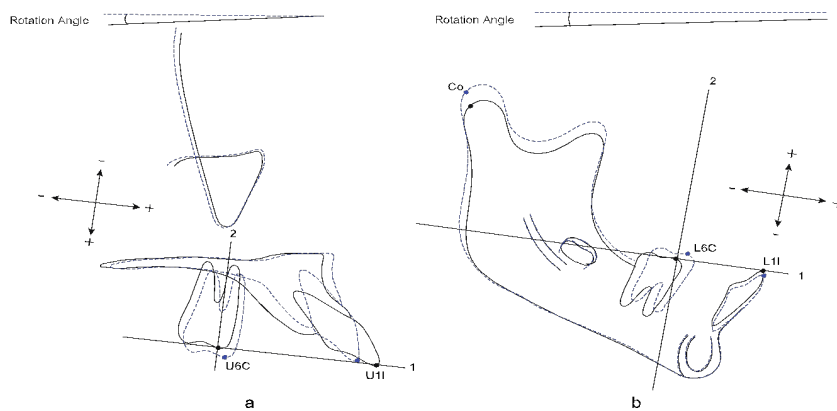 Rotation Angle
2
-
-
+
+
U6C
U1I
1
a
Rotation Angle
Co
2
+
-
+
-
L6C
L1I
1
b